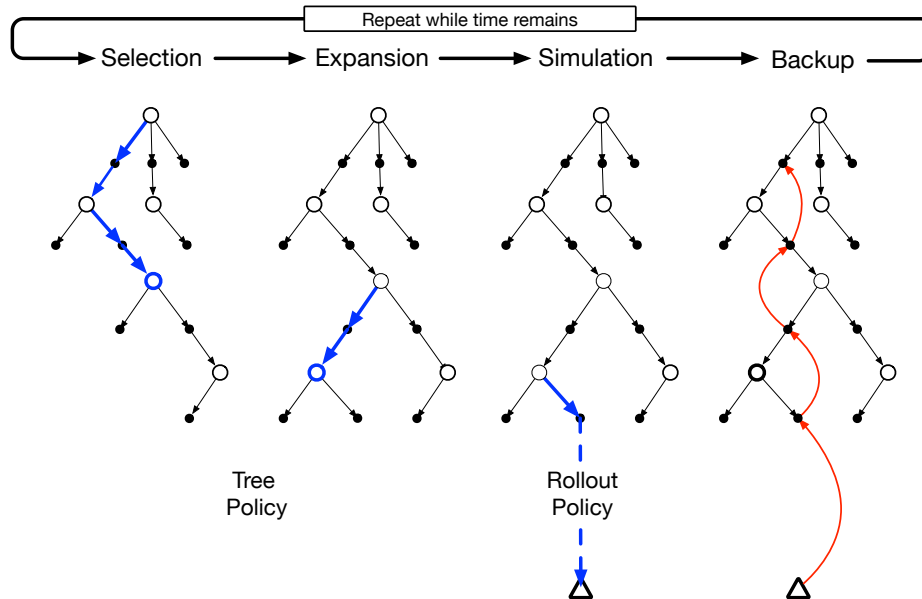 Repeat while time remains
Selection
Expansion
Simulation
Backup
Tree
Policy
Rollout
Policy